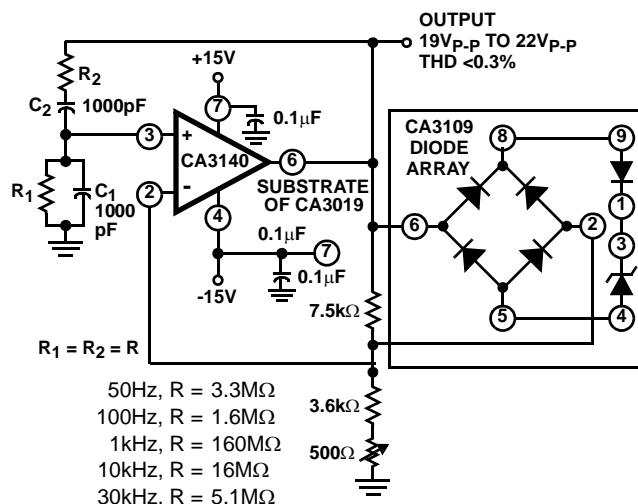 OUTPUT
19VP-P TO 22VP-P
THD <0.3%
+15V
R2
C2
1000pF
7
0.1μF
CA3109
DIODE
ARRAY
8
9
3
+
CA3140
6
2
-
R1
C1
1000
pF
SUBSTRATE
OF CA3019
4
6
2
1
3
0.1μF
7
0.1μF
-15V
5
4
7.5kΩ
R1 = R2 = R
50Hz, R = 3.3MΩ
100Hz, R = 1.6MΩ
1kHz, R = 160MΩ
10kHz, R = 16MΩ
30kHz, R = 5.1MΩ
3.6kΩ
500Ω